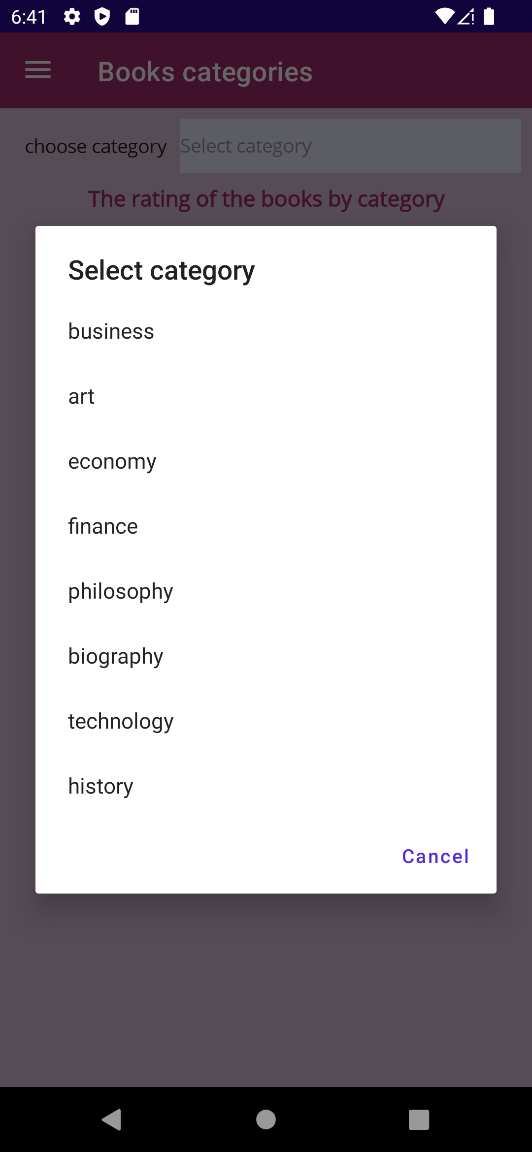 6:41
Books categories
choose category Select category
The rating of the books by category
Select category
business
art
economy
finance
philosophy
biography
technology
history
Cancel